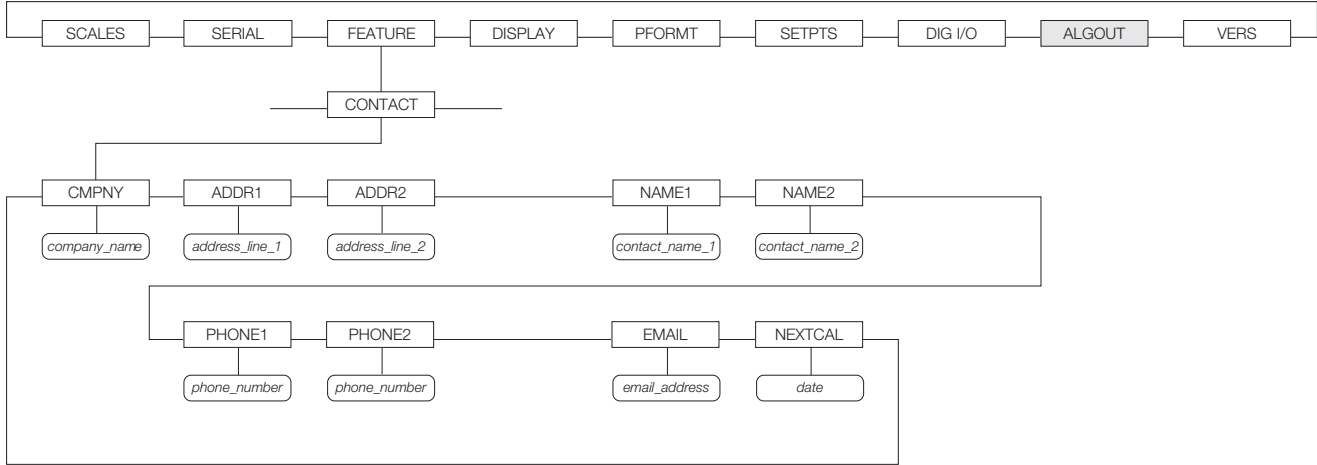 SCALES SERIAL FEATURE DISPLAY PFORMT SETPTS DIG I/O ALGOUT VERS
CONTACT
CMPNY ADDR1 ADDR2 NAME1 NAME2
company_name address_line_1 address_line_2 contact_name_1 contact_name_2
PHONE1 PHONE2 EMAIL NEXTCAL
phone_number phone_number email_address date